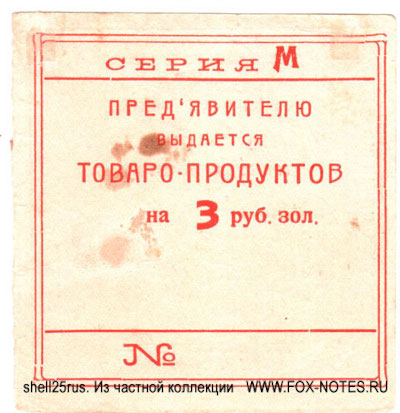 СЕРИЯ М
ПРЕД'ЯВИТЕЛЮ
ВЫДАЕТСЯ
ТОВАРО-ПРОДУКТОВ
на 3 руб. зол.
№
shell25rus. Из частной коллекции WWW.FOX-NOTES.RU